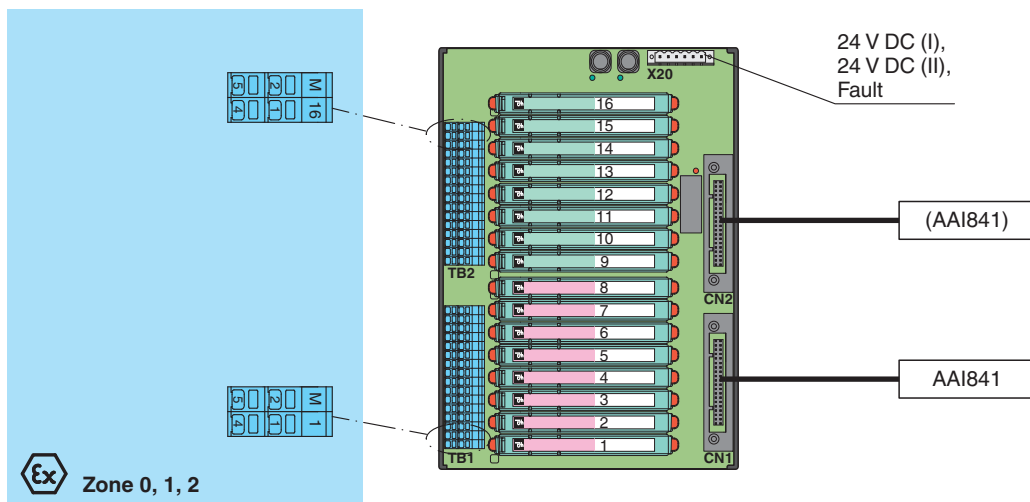 24 V DC (I),
24 V DC (II),
Fault
X20
5 2 M
4 1 16
16
15
14
13
12
11
10
9
TB2
(AAI841)
CN2
8
7
6
5
4
3
2
1
AAI841
5 2 M
4 1 1
TB1
CN1
Ex
Zone 0, 1, 2